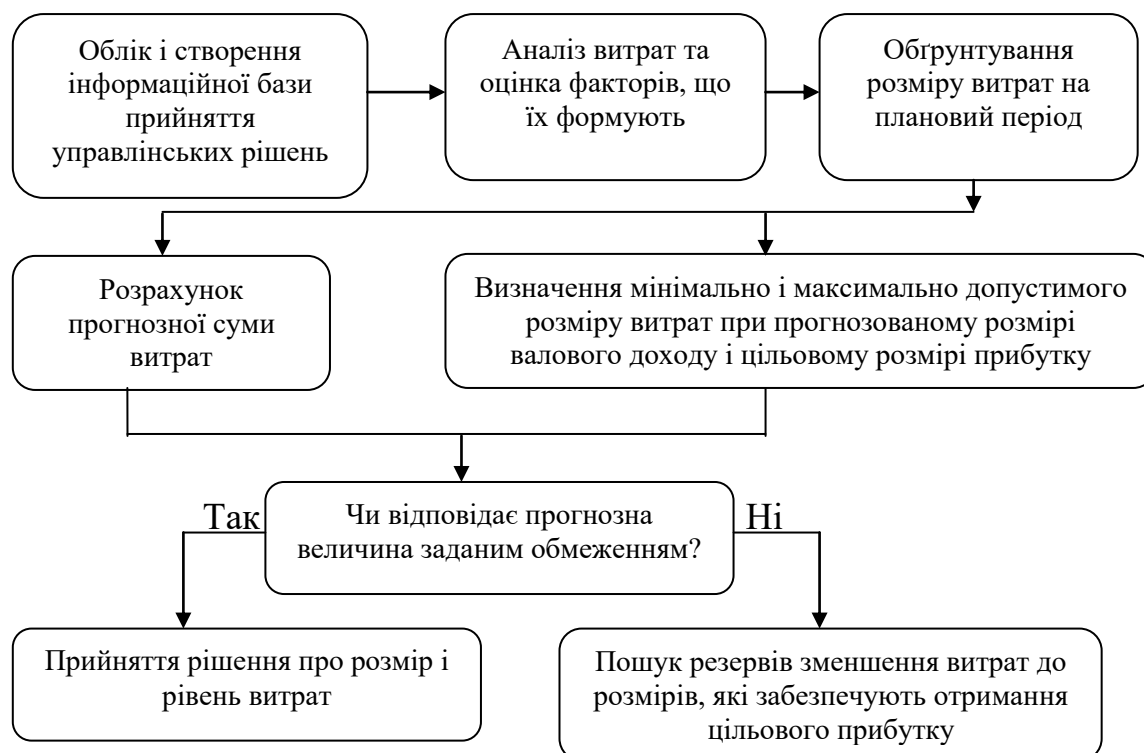 Облік і створення
інформаційної бази
прийняття
управлінських рішень
Аналіз витрат та
оцінка факторів, що
їх формують
Обґрунтування
розміру витрат на
плановий період
Розрахунок
прогнозної суми
витрат
Визначення мінімально і максимально допустимого
розміру витрат при прогнозованому розмірі
валового доходу і цільовому розмірі прибутку
Так
Чи відповідає прогнозна
величина заданим обмеженням?
Ні
Прийняття рішення про розмір і
рівень витрат
Пошук резервів зменшення витрат до
розмірів, які забезпечують отримання
цільового прибутку